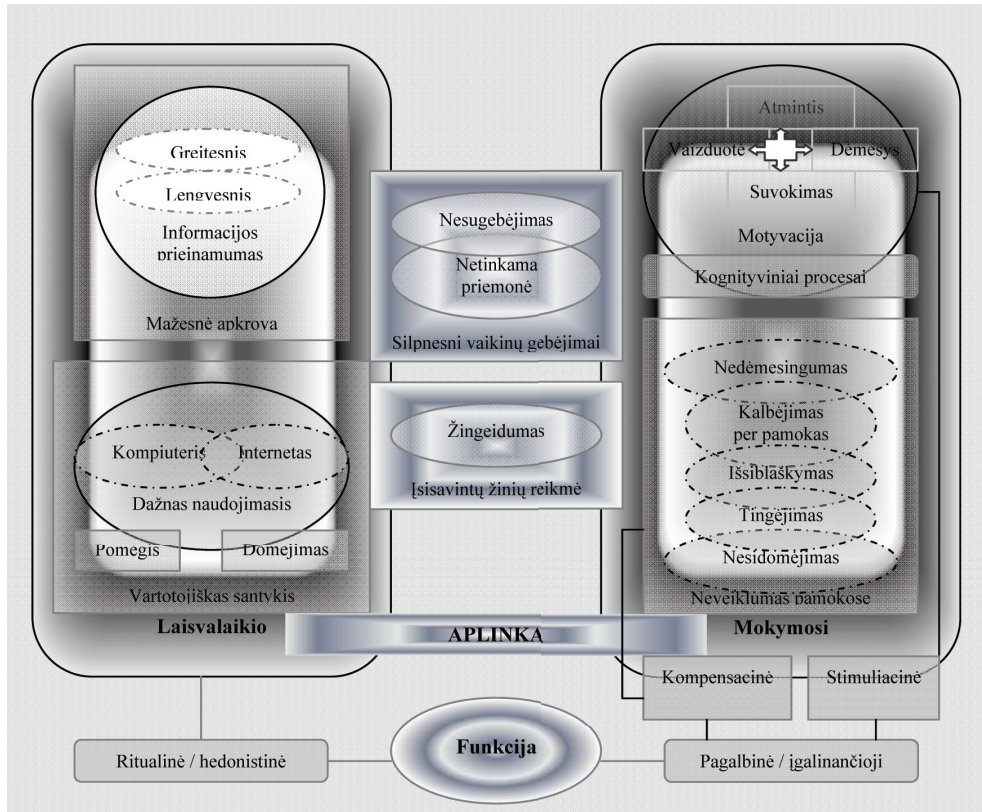 Greitesnis
Lengvesnis
Informacijos
prieinamumas
Mažesnė apkrova
Kompiuteris
Internetas
Dažnas naudojimasis
Pomėgis
Domėjimas
Vartotojiškas santykis
Laisvalaikio
Nesugebėjimas
Netinkama
priemonė
Silpnesni vaikinų gebėjimai
Žingeidumas
Įsisavintų žinių reikmė
APLINKA
Atmintis
Vaizduotė
Dėmesys
Suvokimas
Motyvacija
Kognityviniai procesai
Nedėmesingumas
Kalbėjimas
per pamokas
Išsiblaškymas
Tingėjimas
Nesidomėjimas
Neveiklumas pamokose
Mokymosi
Kompensacinė
Stimuliacinė
Ritualinė / hedonistinė
Funkcija
Pagalbinė / įgalinančioji